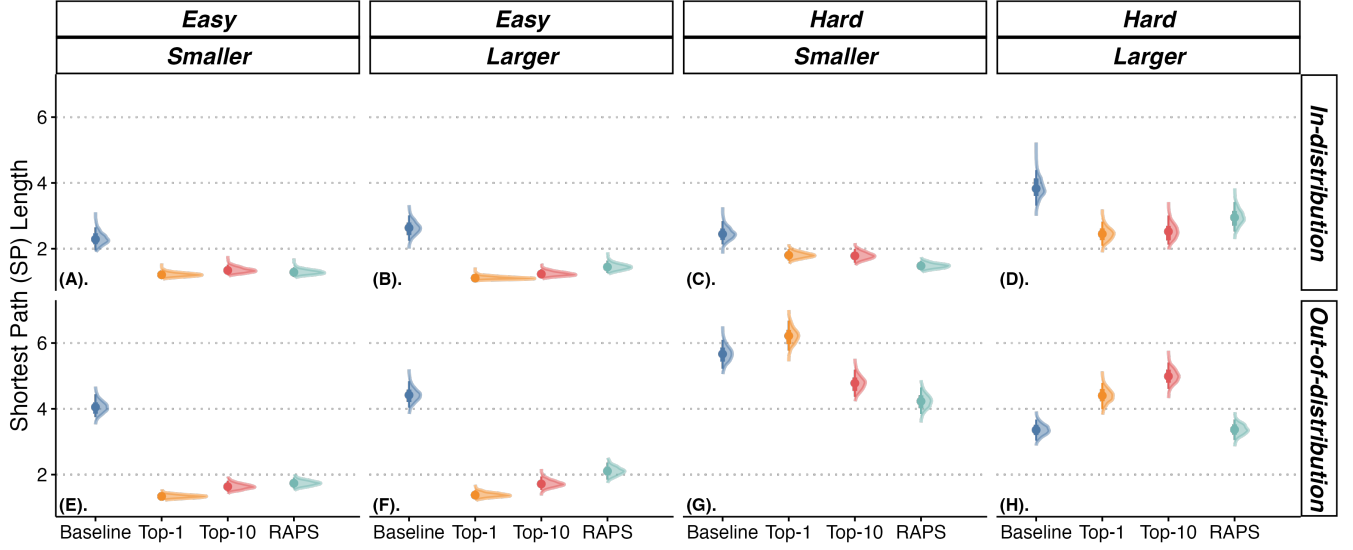 Easy
Easy
Hard
Hard
Smaller
Larger
Smaller
Larger
Shortest Path (SP) Length
6
4
2
(A).
(B).
(C).
(D).
In-distribution
6
4
2
(E).
(F).
(G).
(H).
Out-of-distribution
Baseline Top-1 Top-10 RAPS
Baseline Top-1 Top-10 RAPS
Baseline Top-1 Top-10 RAPS
Baseline Top-1 Top-10 RAPS